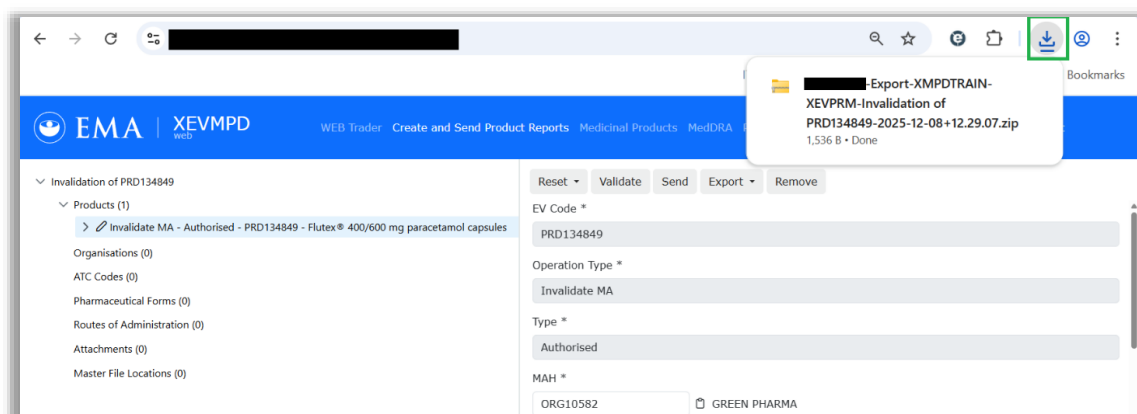 Bookmarks
-Export-XMPDTRAIN-
XEVPRM-Invalidation of
PRD134849-2025-12-08+12.29.07.zip
1,536 B • Done
EMA | XEVMPD
web
WEB Trader Create and Send Product Reports Medicinal Products MedDRA
Invalidation of PRD134849
Products (1)
Invalidate MA - Authorised - PRD134849 - Flutex® 400/600 mg paracetamol capsules
Organisations (0)
ATC Codes (0)
Pharmaceutical Forms (0)
Routes of Administration (0)
Attachments (0)
Master File Locations (0)
Reset Validate Send Export Remove
EV Code *
PRD134849
Operation Type *
Invalidate MA
Type *
Authorised
MAH *
ORG10582 GREEN PHARMA